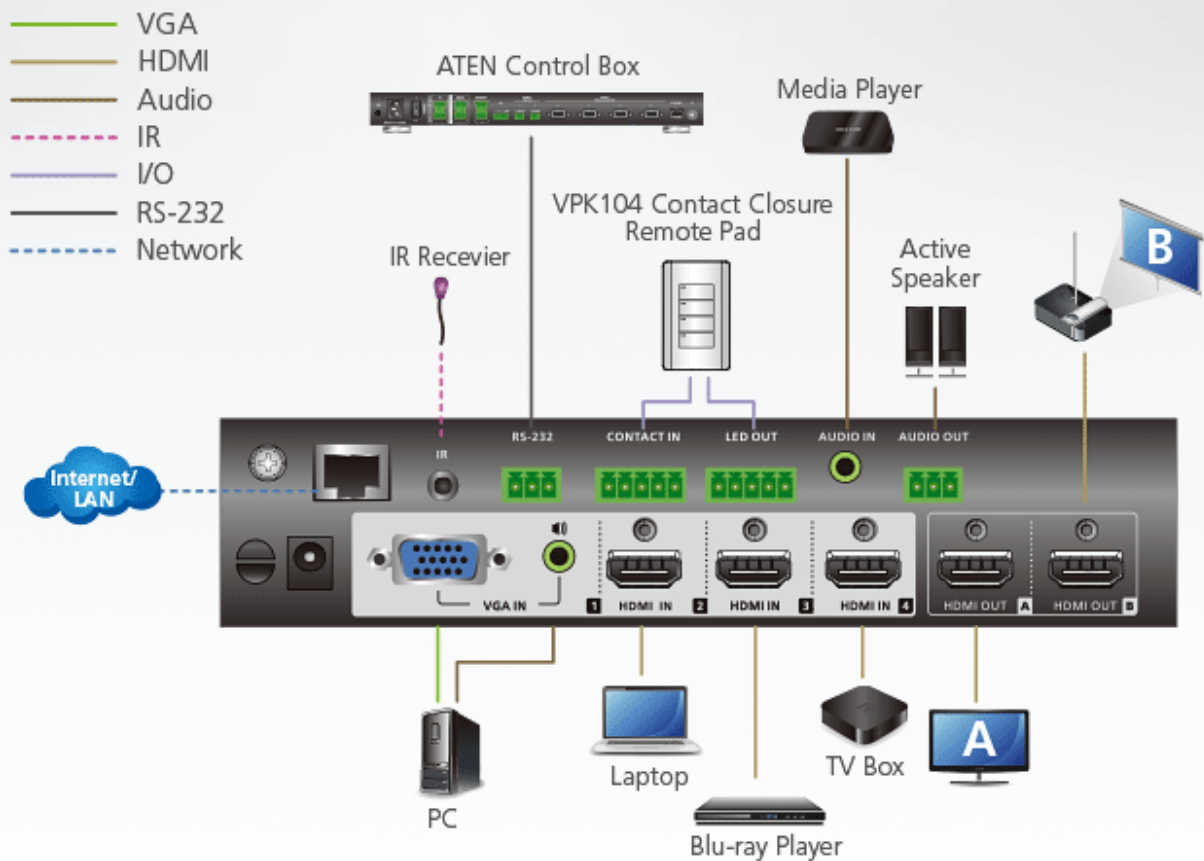 VGA
HDMI
Audio
IR
I/O
RS-232
Network
ATEN Control Box
Media Player
VPK104 Contact Closure
Remote Pad
IR Recevier
Active
Speaker
B
Internet/
LAN
IR
RS-232
CONTACT IN
LED OUT
AUDIO IN
AUDIO OUT
VGA IN
1
HDMI IN
2
HDMI IN
3
HDMI IN
4
HDMI OUT
A
HDMI OUT
B
PC
Laptop
Blu-ray Player
TV Box
A